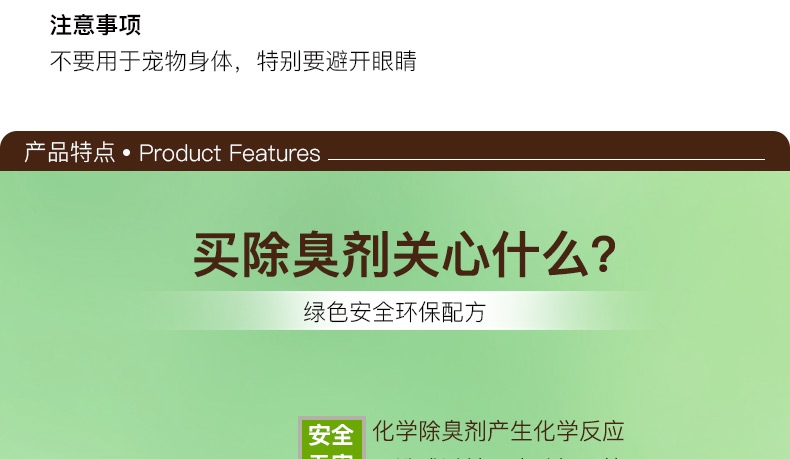 注意事项
不要用于宠物身体，特别要避开眼睛
产品特点 • Product Features
买除臭剂关心什么?
绿色安全环保配方
安全
化学除臭剂产生化学反应